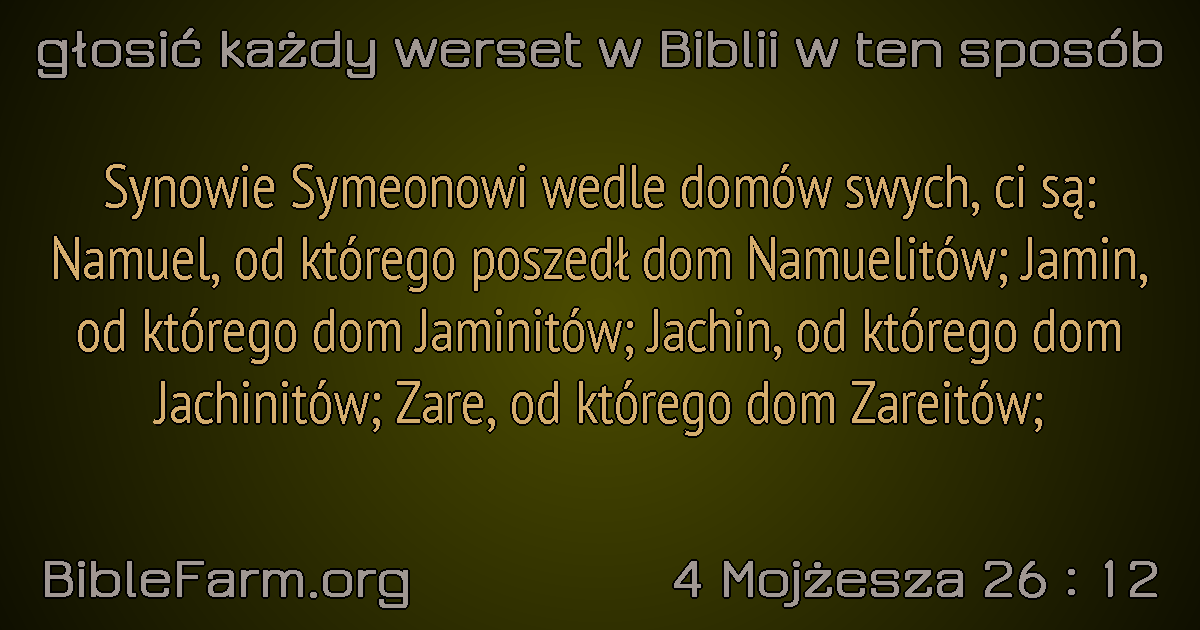 głosić każdy werset w Biblii w ten sposób
Synowie Symeonowi wedle domów swych, ci są:
Namuel, od którego poszedł dom Namuelitów; Jamin,
od którego dom Jaminitów; Jachin, od którego dom
Jachinitów; Zare, od którego dom Zareitów;
BibleFarm.org
4 Mojżesza 26 : 12